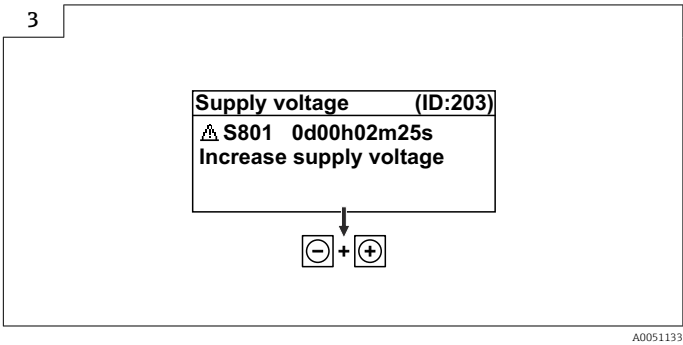 3
Supply voltage (ID:203)
⚠ S801 0d00h02m25s
Increase supply voltage
- + +
A0051133